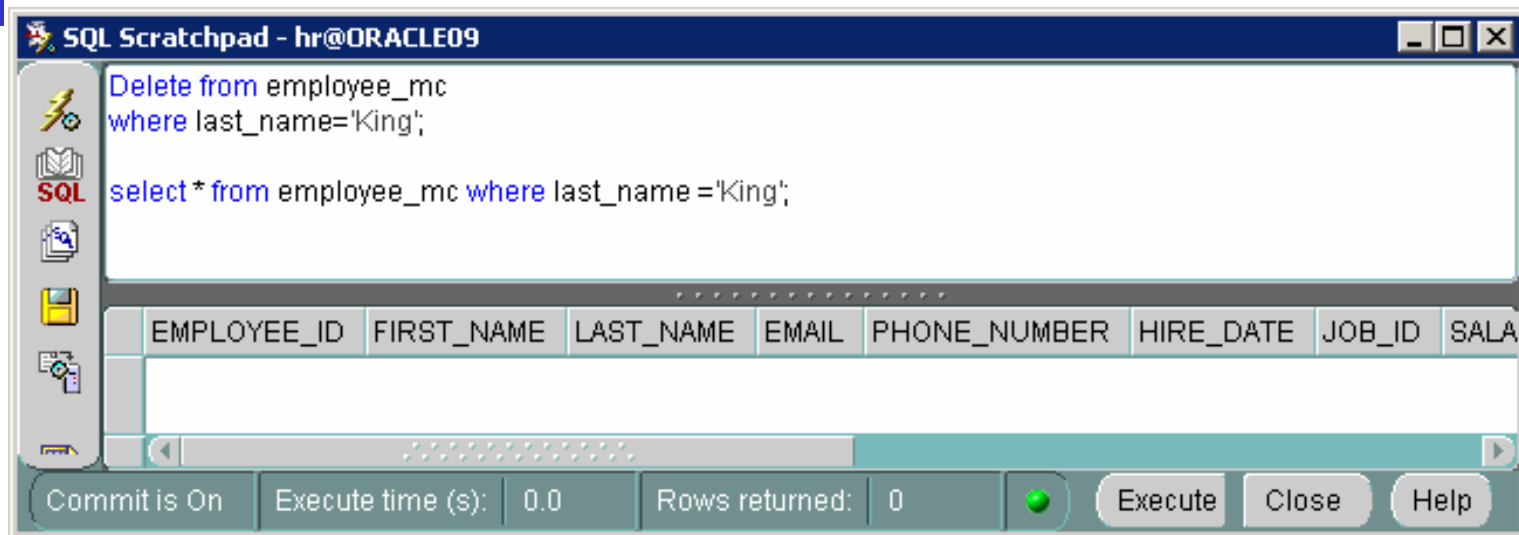 SQL Scratchpad - hr@ORACLE09
Delete from employee_mc
where last_name='King';
SQL
select * from employee_mc where last_name ='King';
EMPLOYEE_ID FIRST_NAME LAST_NAME EMAIL PHONE_NUMBER HIRE_DATE JOB_ID SALA
Commit is On Execute time (s): 0.0 Rows returned: 0 Execute Close Help